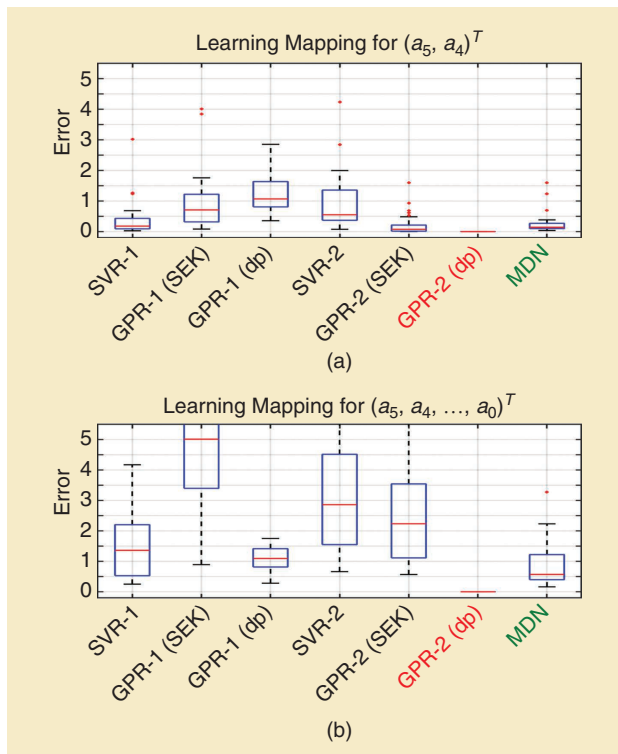 Learning Mapping for (a₅, a₄)ᵀ
5
4
3
2
1
0
Error
SVR-1
GPR-1 (SEK)
GPR-1 (dp)
SVR-2
GPR-2 (SEK)
GPR-2 (dp)
MDN
(a)
Learning Mapping for (a₅, a₄, …, a₀)ᵀ
5
4
3
2
1
0
Error
SVR-1
GPR-1 (SEK)
GPR-1 (dp)
SVR-2
GPR-2 (SEK)
GPR-2 (dp)
MDN
(b)